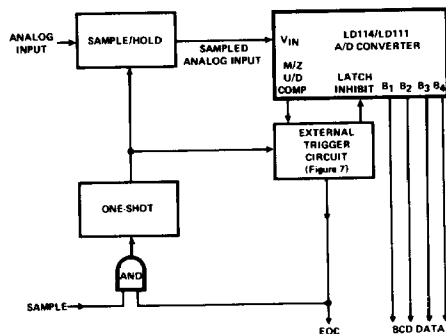 ANALOG
INPUT
SAMPLE/HOLD
SAMPLED
ANALOG INPUT
LD114/LD111
A/D CONVERTER
VIN
M/Z
U/D
COMP
LATCH
INHIBIT
B1 B2 B3 B4
EXTERNAL
TRIGGER
CIRCUIT
(Figure 7)
ONE-SHOT
AND
SAMPLE
EOC
BCD DATA